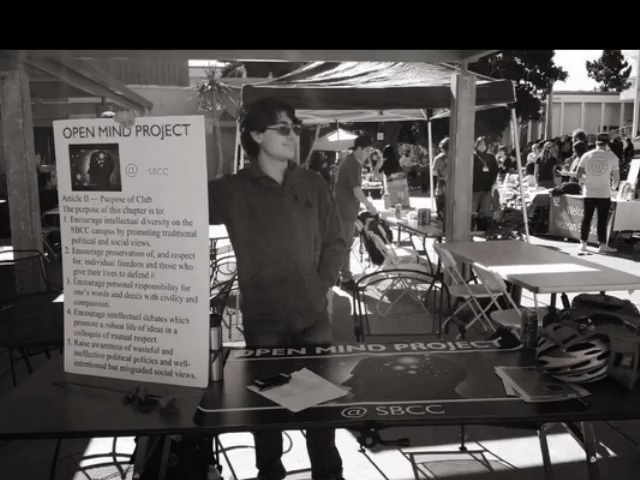 OPEN MIND PROJECT
@ SBCC
Article II — Purpose of Club
The purpose of this chapter is to:
1. Encourage intellectual diversity on the
SBCC campus by promoting traditional
political and social views.
2. Encourage preservation of, and respect
for, individual freedom and those who
give their lives to defend it
3. Encourage personal responsibility for
one's words and deeds with civility and
compassion.
4. Encourage intellectual debates which
promote a robust life of ideas in a
colloquia of mutual respect.
5. Raise awareness of wasteful and
ineffective political policies and well-
intentioned but misguided social views.
OPEN MIND PROJECT
@ SBCC